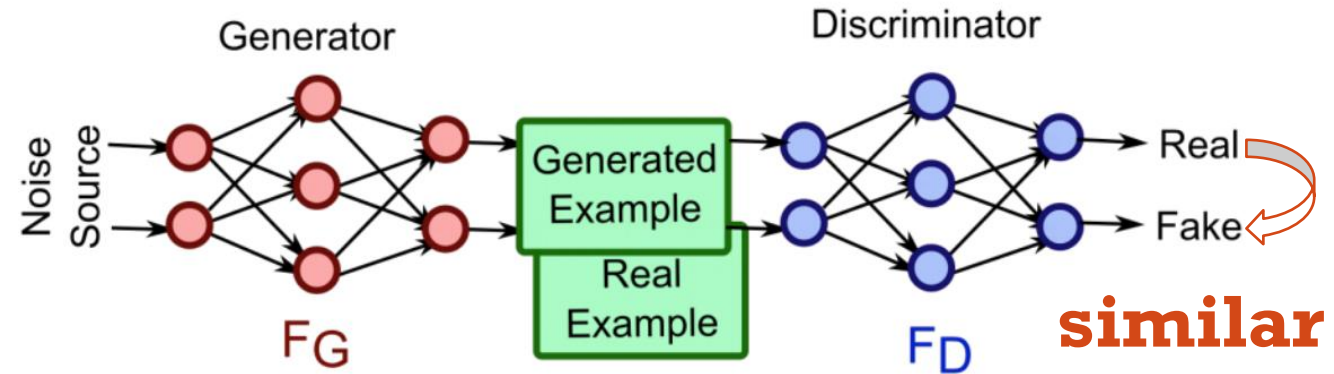 Generator
Discriminator
Noise
Source
Generated
Example
Real
Example
Real
Fake
similar
FG
FD